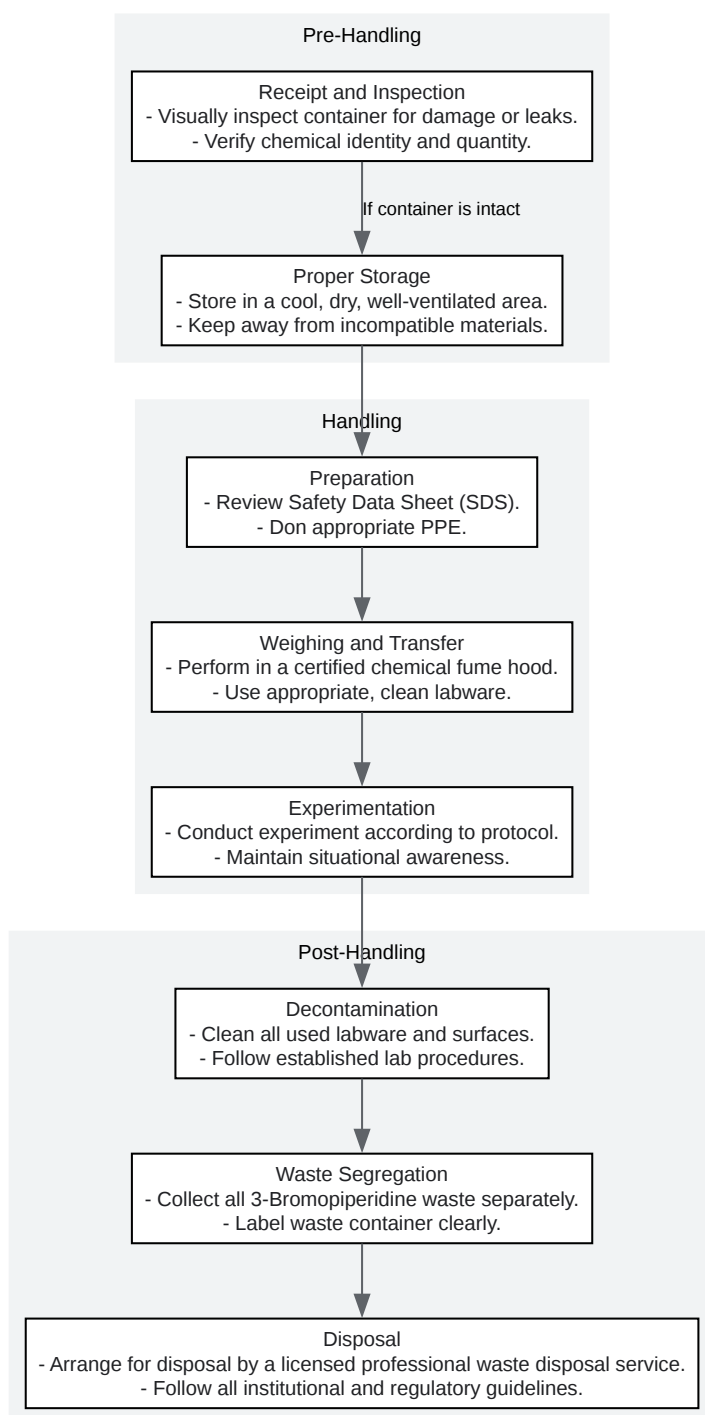 Pre-Handling
Receipt and Inspection
- Visually inspect container for damage or leaks.
- Verify chemical identity and quantity.
If container is intact
Proper Storage
- Store in a cool, dry, well-ventilated area.
- Keep away from incompatible materials.
Handling
Preparation
- Review Safety Data Sheet (SDS).
- Don appropriate PPE.
Weighing and Transfer
- Perform in a certified chemical fume hood.
- Use appropriate, clean labware.
Experimentation
- Conduct experiment according to protocol.
- Maintain situational awareness.
Post-Handling
Decontamination
- Clean all used labware and surfaces.
- Follow established lab procedures.
Waste Segregation
- Collect all 3-Bromopiperidine waste separately.
- Label waste container clearly.
Disposal
- Arrange for disposal by a licensed professional waste disposal service.
- Follow all institutional and regulatory guidelines.